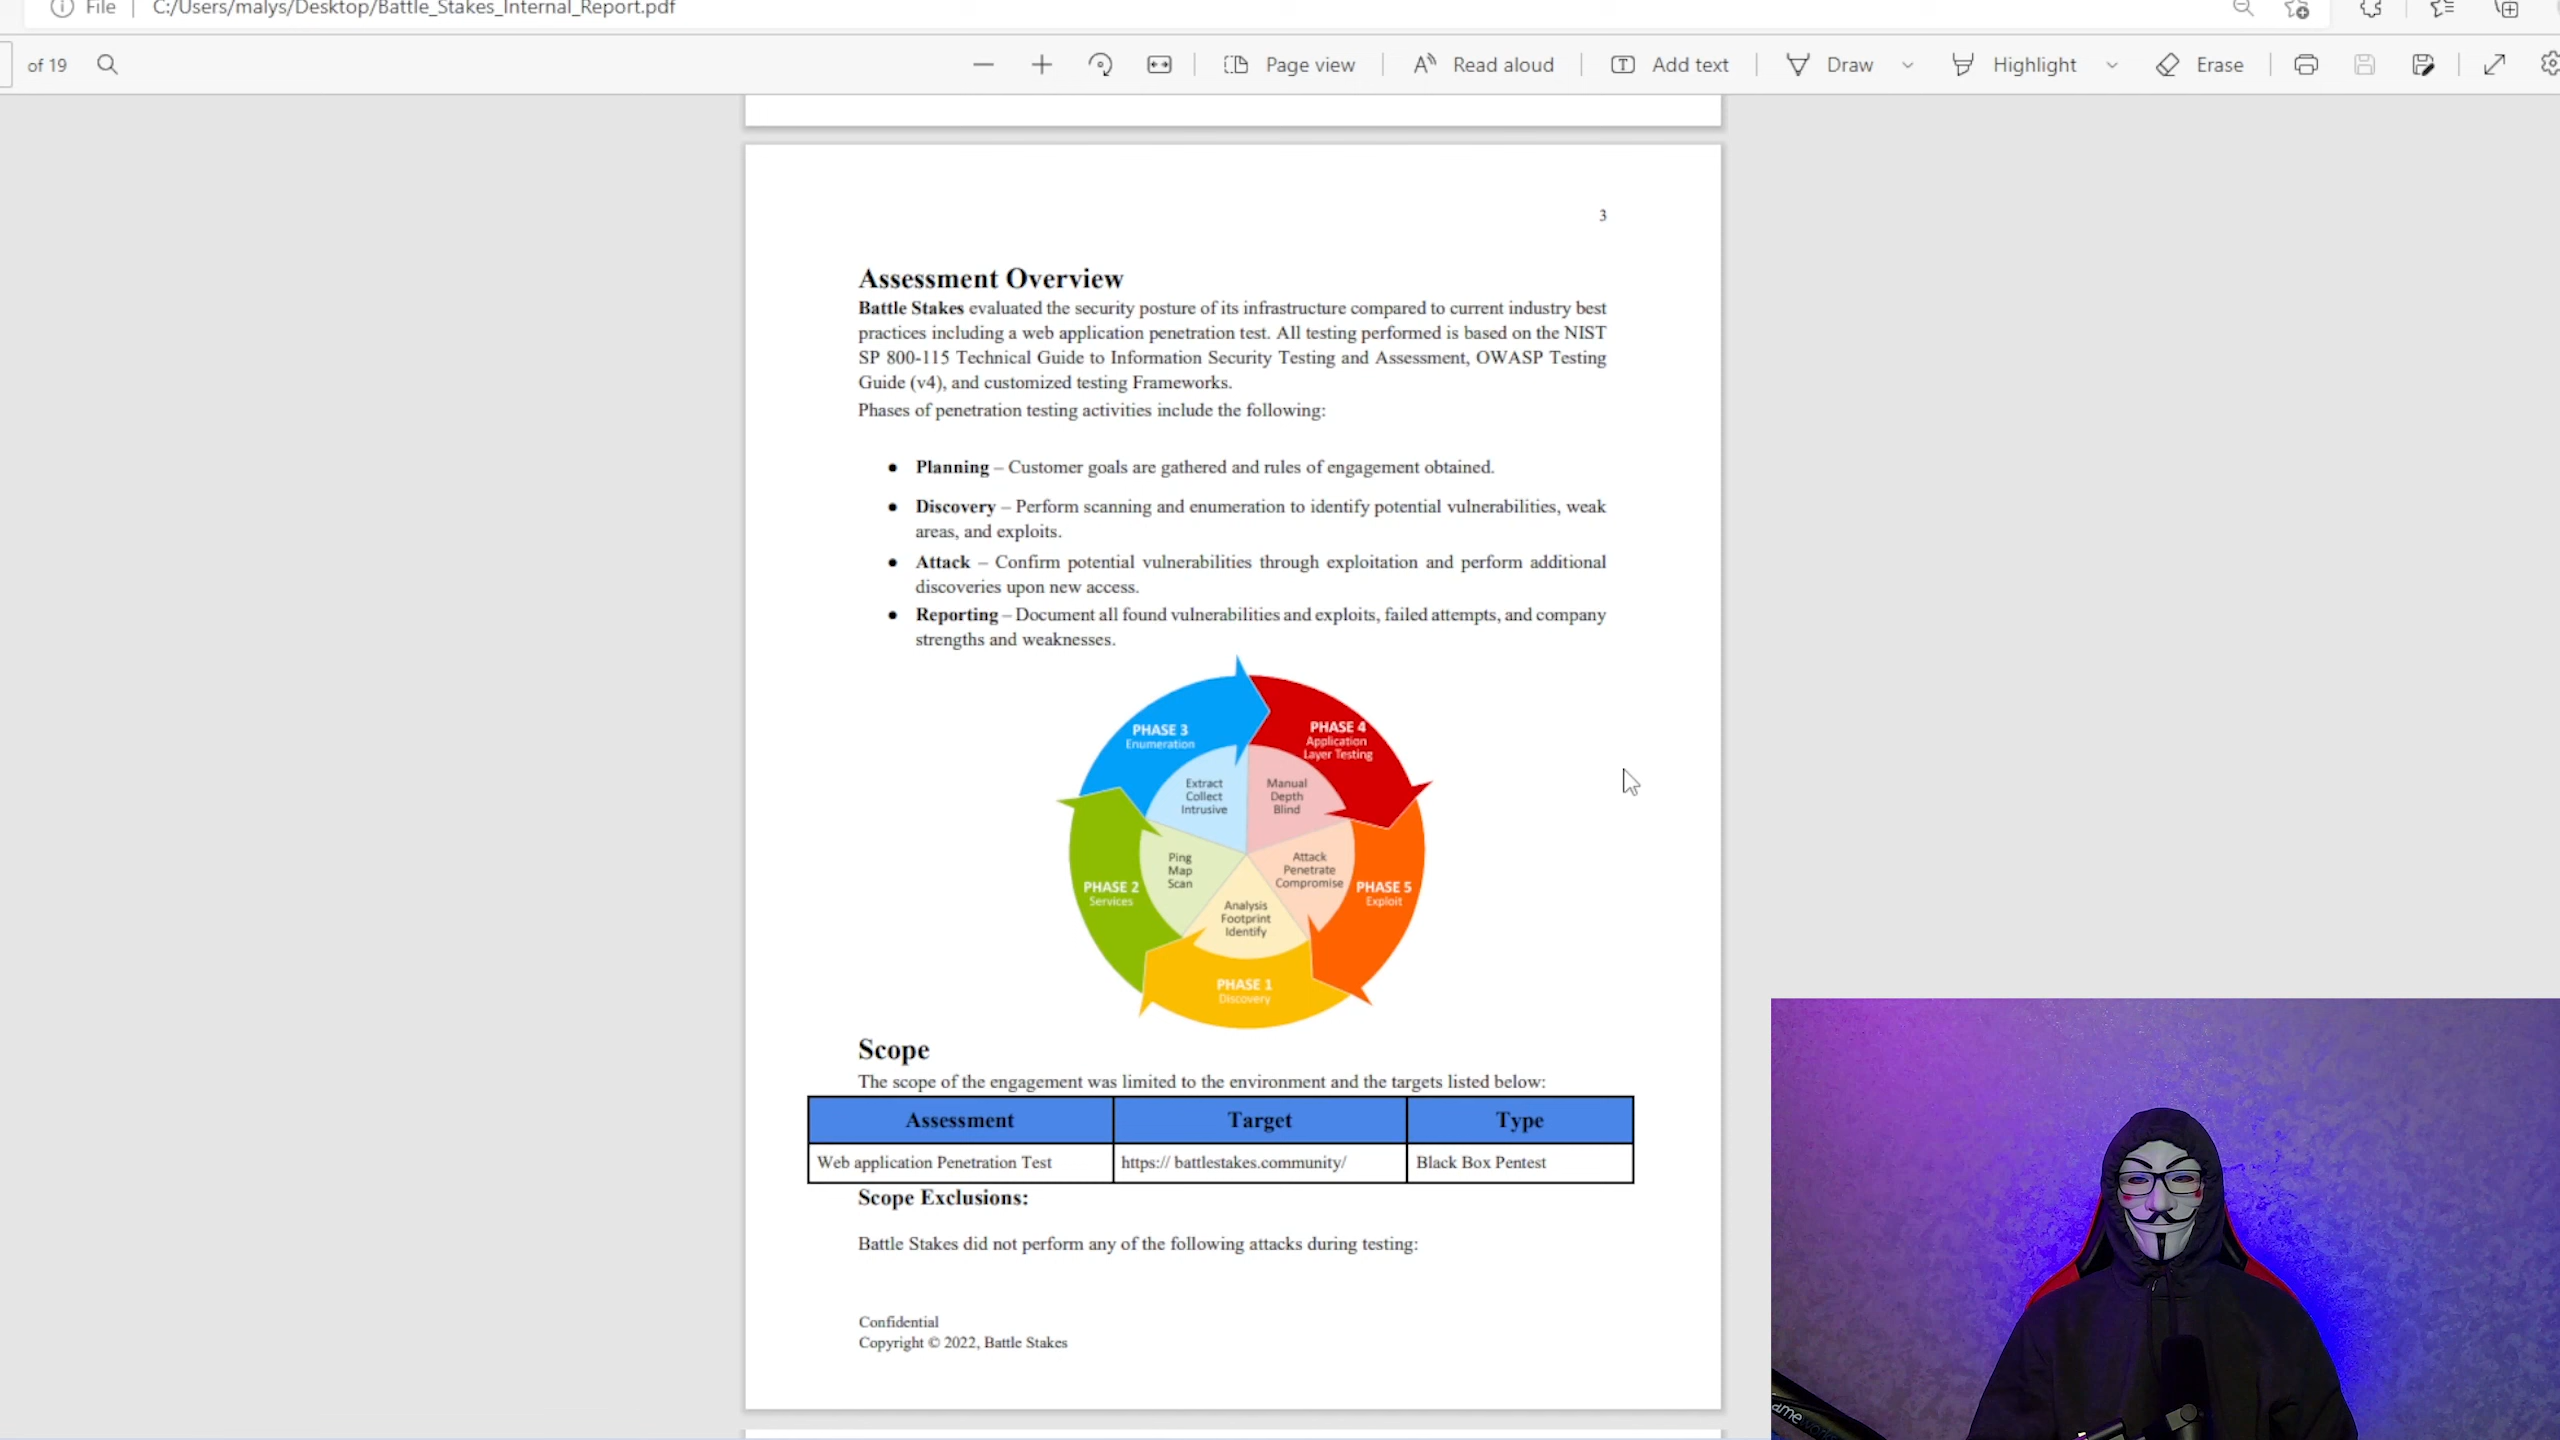 File
C:/Users/malys/Desktop/Battle_Stakes_Internal_Report.pdf
of 19
Page view
Read aloud
Add text
Draw
Highlight
Erase
3
Assessment Overview
Battle Stakes evaluated the security posture of its infrastructure compared to current industry best
practices including a web application penetration test. All testing performed is based on the NIST
SP 800-115 Technical Guide to Information Security Testing and Assessment, OWASP Testing
Guide (v4), and customized testing Frameworks.
Phases of penetration testing activities include the following:
● Planning – Customer goals are gathered and rules of engagement obtained.
● Discovery – Perform scanning and enumeration to identify potential vulnerabilities, weak
areas, and exploits.
● Attack – Confirm potential vulnerabilities through exploitation and perform additional
discoveries upon new access.
● Reporting – Document all found vulnerabilities and exploits, failed attempts, and company
strengths and weaknesses.
PHASE 3
Enumeration
PHASE 4
Application
Layer Testing
Extract
Collect
Intrusive
Manual
Depth
Blind
Ping
Map
Scan
Attack
Penetrate
Compromise
PHASE 2
Services
PHASE 5
Exploit
Analysis
Footprint
Identify
PHASE 1
Discovery
Scope
The scope of the engagement was limited to the environment and the targets listed below:
Assessment Target Type
Web application Penetration Test https:// battlestakes.community/ Black Box Pentest
Scope Exclusions:
Battle Stakes did not perform any of the following attacks during testing:
Confidential
Copyright © 2022, Battle Stakes